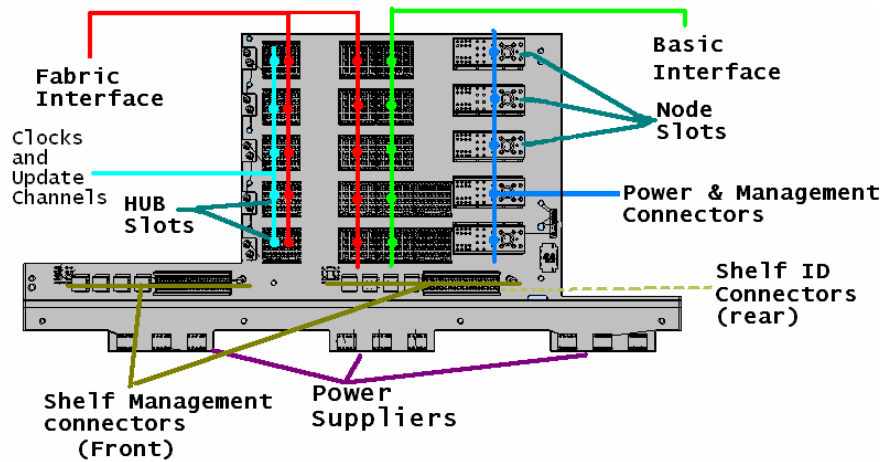 Fabric
Interface
Basic
Interface
Node
Slots
Clocks
and
Update
Channels
HUB
Slots
Power & Management
Connectors
Shelf ID
Connectors
(rear)
Power
Suppliers
Shelf Management
connectors
(Front)